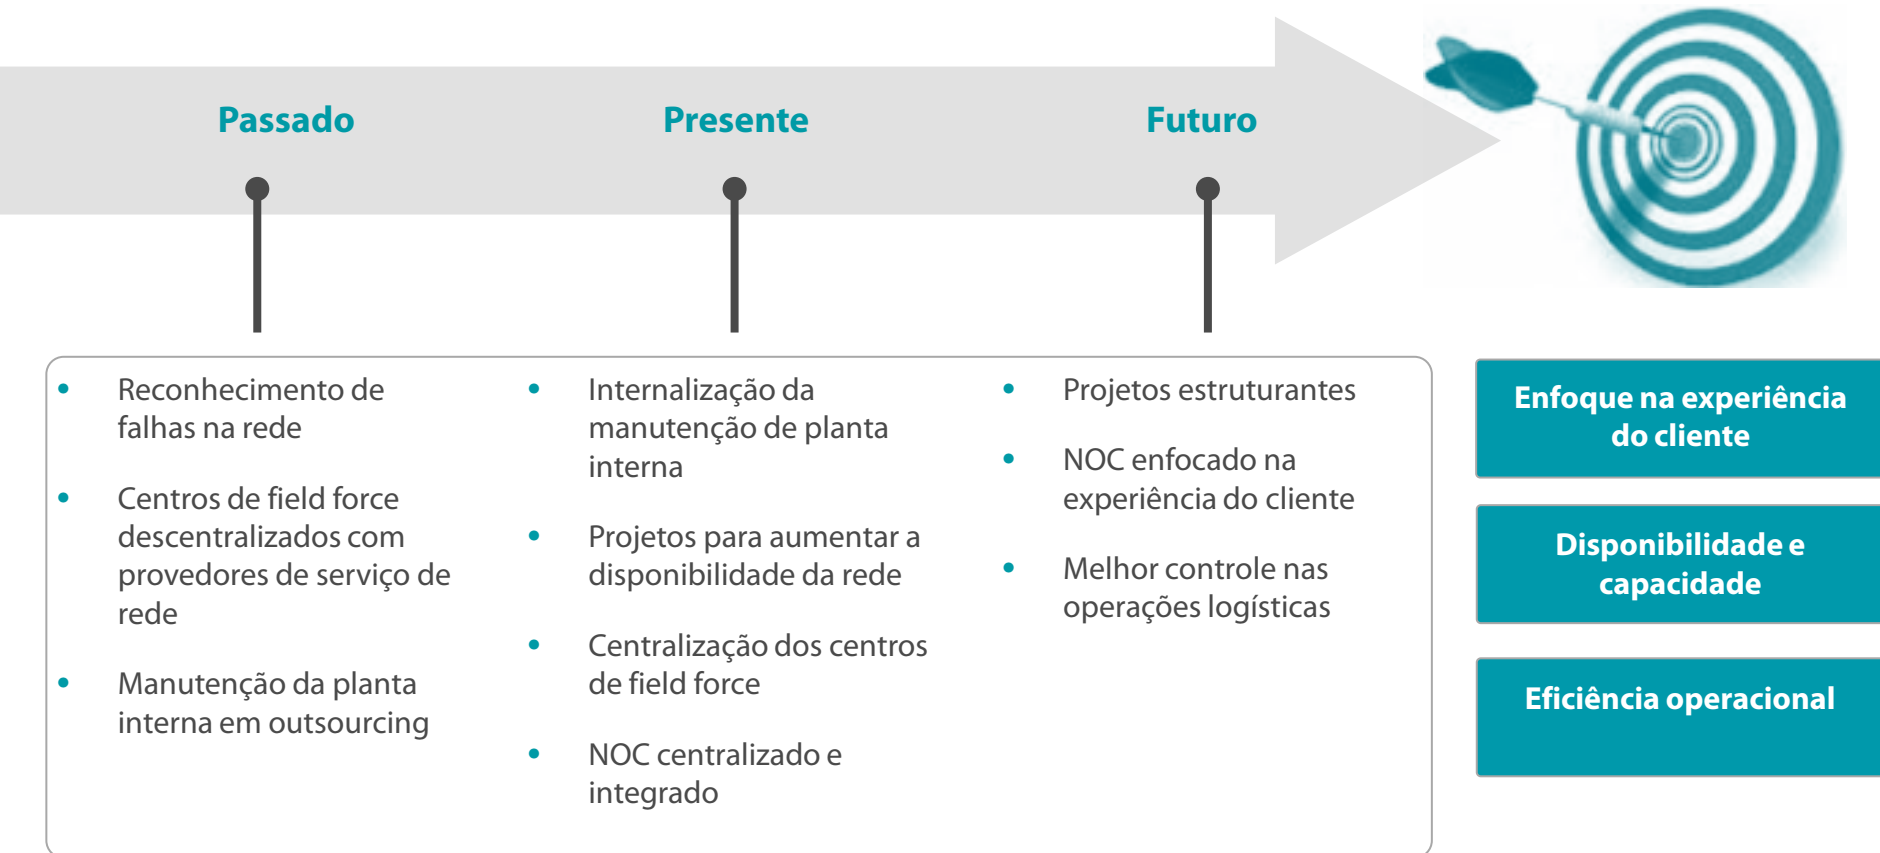 Passado
Presente
Futuro
Reconhecimento de
falhas na rede
Centros de field force
descentralizados com
provedores de serviço de
rede
Manutenção da planta
interna em outsourcing
Internalização da
manutenção de planta
interna
Projetos para aumentar a
disponibilidade da rede
Centralização dos centros
de field force
NOC centralizado e
integrado
Projetos estruturantes
NOC enfocado na
experiência do cliente
Melhor controle nas
operações logísticas
Enfoque na experiência
do cliente
Disponibilidade e
capacidade
Eficiência operacional